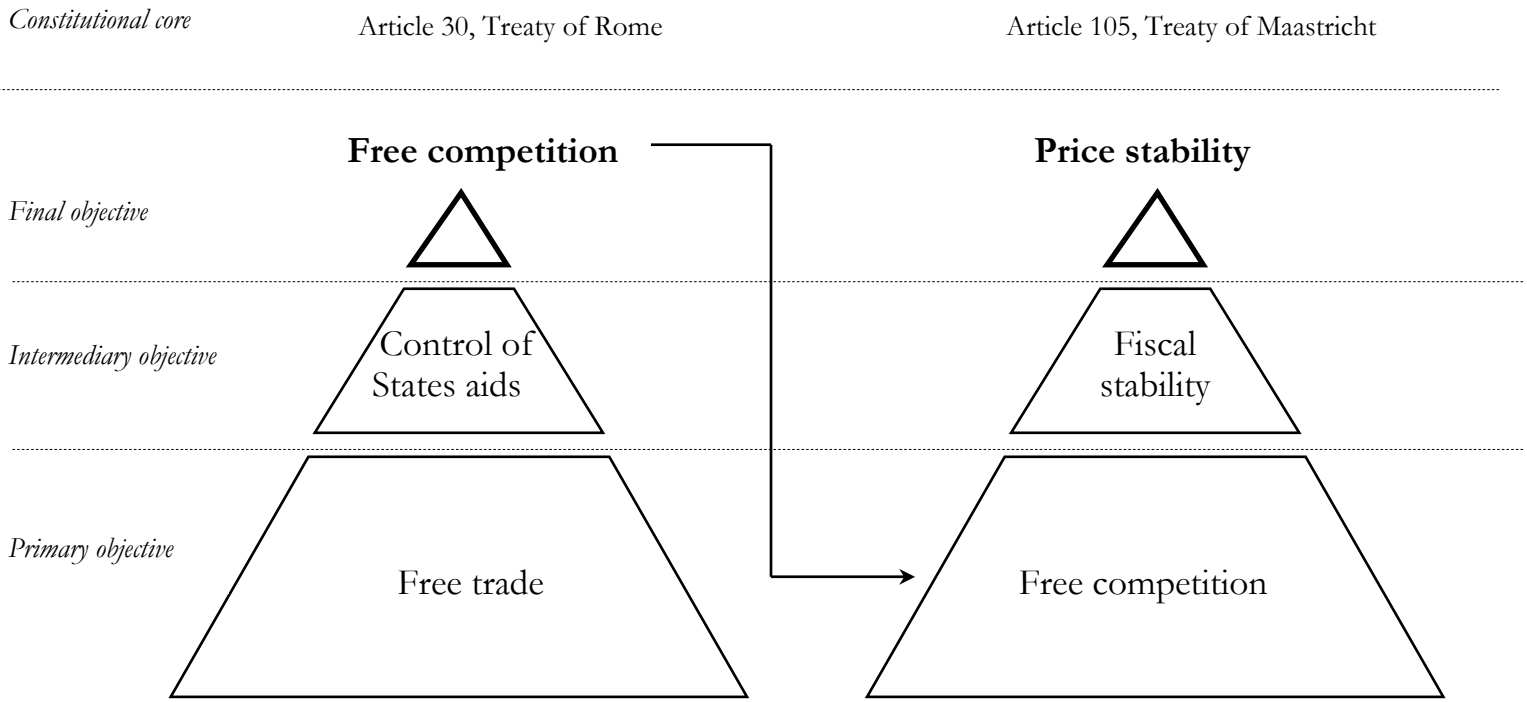 Constitutional core
Article 30, Treaty of Rome
Article 105, Treaty of Maastricht
Free competition
Price stability
Final objective
Control of
States aids
Fiscal
stability
Intermediary objective
Primary objective
Free trade
Free competition